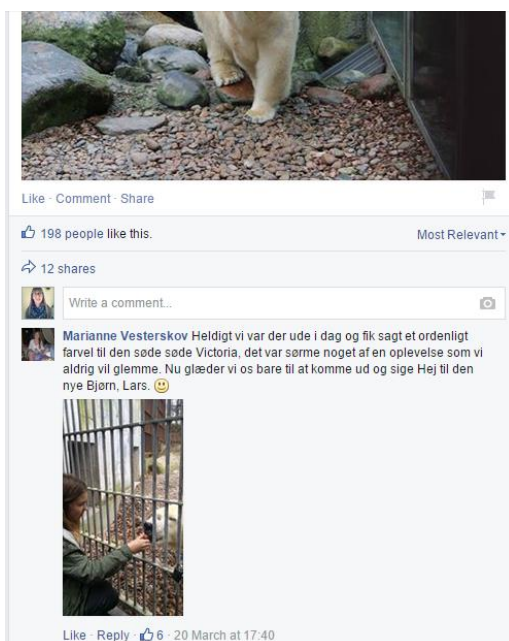 Like · Comment · Share
198 people like this.
Most Relevant
12 shares
Write a comment...
Marianne Vesterskov Heldigt vi var der ude i dag og fik sagt et ordenligt
farvel til den søde søde Victoria, det var sørme noget af en oplevelse som vi
aldrig vil glemme. Nu glæder vi os bare til at komme ud og sige Hej til den
nye Bjørn, Lars.
Like · Reply · 6 · 20 March at 17:40